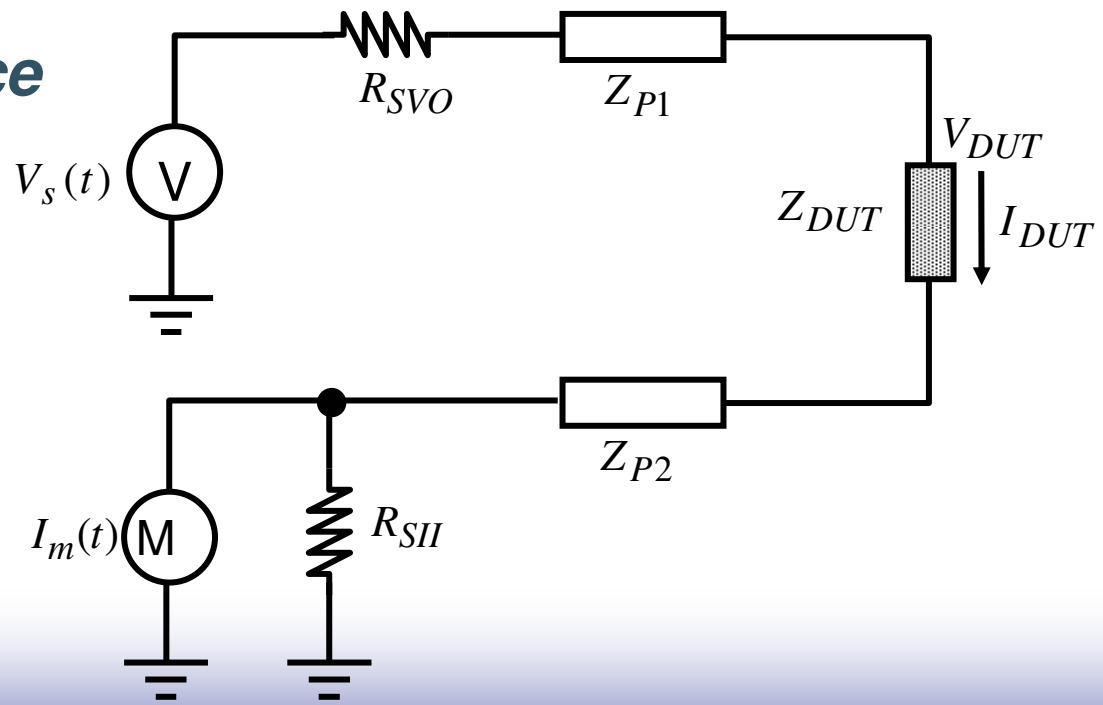 ce
R_SVO
Z_P1
V_s(t)
V
V_DUT
Z_DUT
I_DUT
Z_P2
I_m(t)
M
R_SII